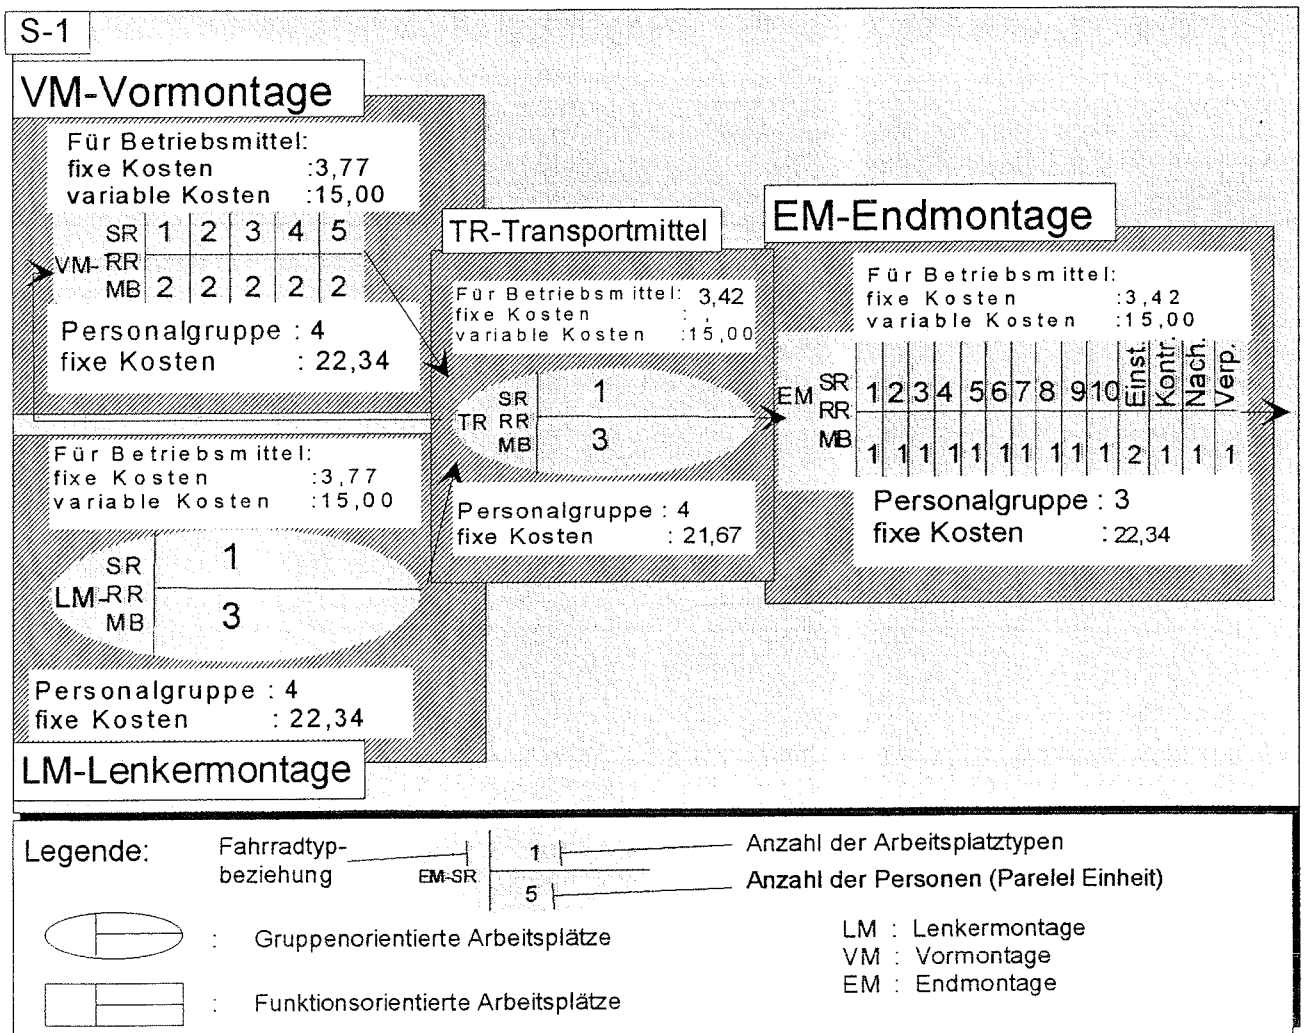 S-1
VM-Vormontage
Für Betriebsmittel:
fixe Kosten :3,77
variable Kosten :15,00
SR 1 2 3 4 5
VM- RR
MB 2 2 2 2 2
Personalgruppe : 4
fixe Kosten : 22,34
Für Betriebsmittel:
fixe Kosten :3,77
variable Kosten :15,00
SR 1
LM-RR
MB 3
Personalgruppe : 4
fixe Kosten : 22,34
LM-Lenkermontage
TR-Transportmittel
Für Betriebsmittel: 3,42
fixe Kosten : ,
variable Kosten :15,00
SR 1
TR RR
MB 3
Personalgruppe : 4
fixe Kosten : 21,67
EM-Endmontage
Für Betriebsmittel:
fixe Kosten :3,42
variable Kosten :15,00
EM SR 1 2 3 4 5 6 7 8 9 10 Einst. Kontr. Nach. Verp.
RR
MB 1 1 1 1 1 1 1 1 1 1 2 1 1 1
Personalgruppe : 3
fixe Kosten : 22,34
Legende:
Fahrradtyp-
beziehung
EM-SR
1
5
Anzahl der Arbeitsplatztypen
Anzahl der Personen (Parelel Einheit)
: Gruppenorientierte Arbeitsplätze
: Funktionsorientierte Arbeitsplätze
LM : Lenkermontage
VM : Vormontage
EM : Endmontage